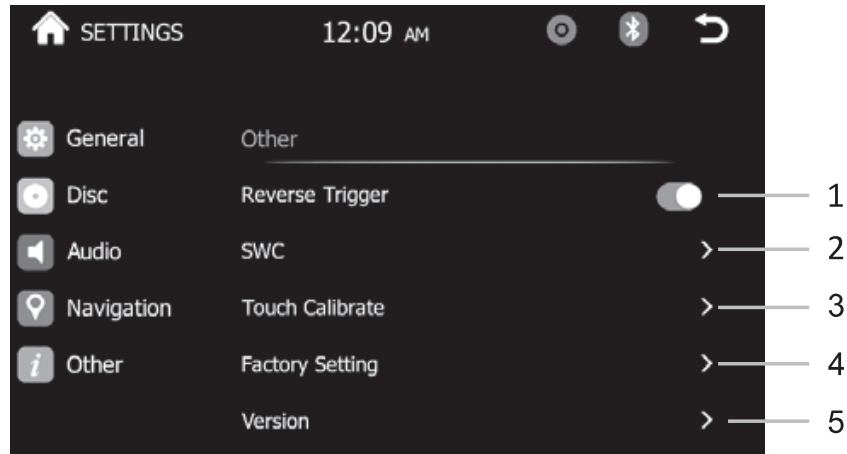 SETTINGS 12:09 AM
General Other
Disc Reverse Trigger 1
Audio SWC 2
Navigation Touch Calibrate 3
i Other Factory Setting 4
Version 5